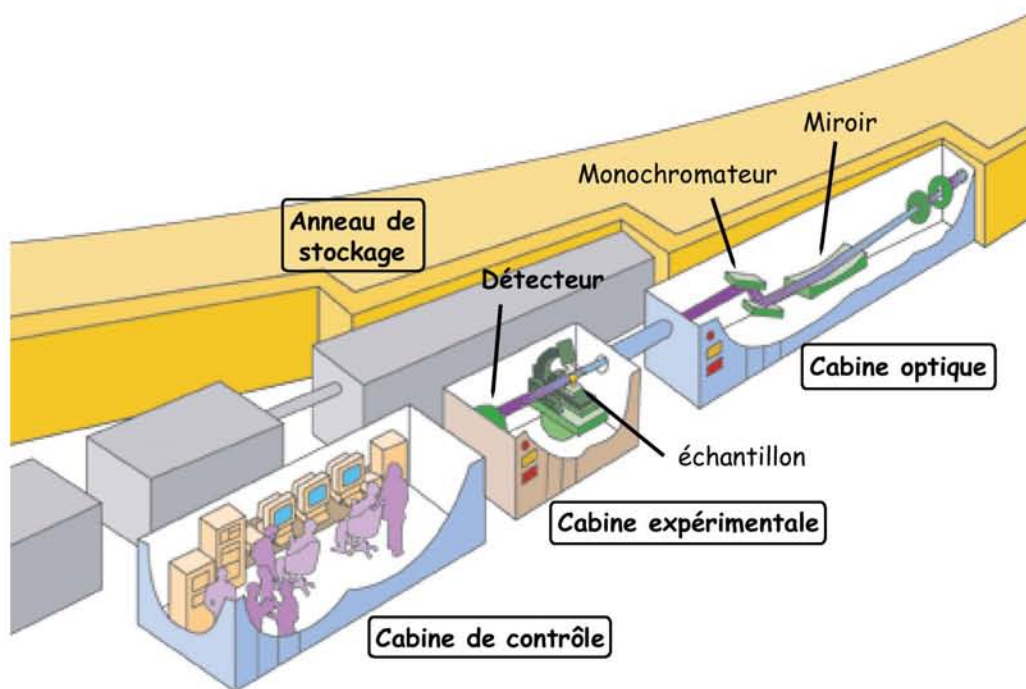 Miroir
Monochromateur
Anneau de
stockage
Détecteur
Cabine optique
échantillon
Cabine expérimentale
Cabine de contrôle